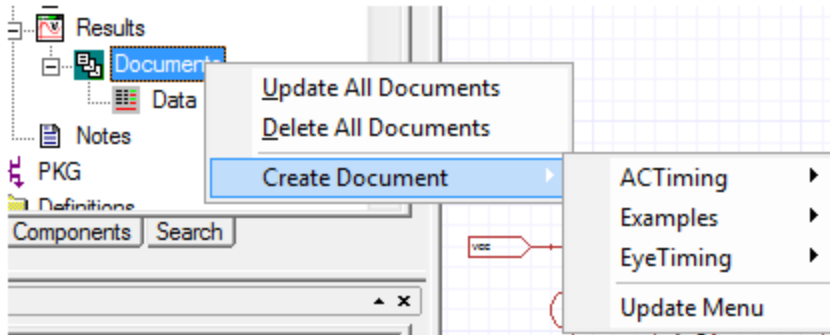 Results
Documents
Data
Notes
PKG
Definitions
Components
Search
Update All Documents
Delete All Documents
Create Document
ACTiming
Examples
EyeTiming
Update Menu
VCC